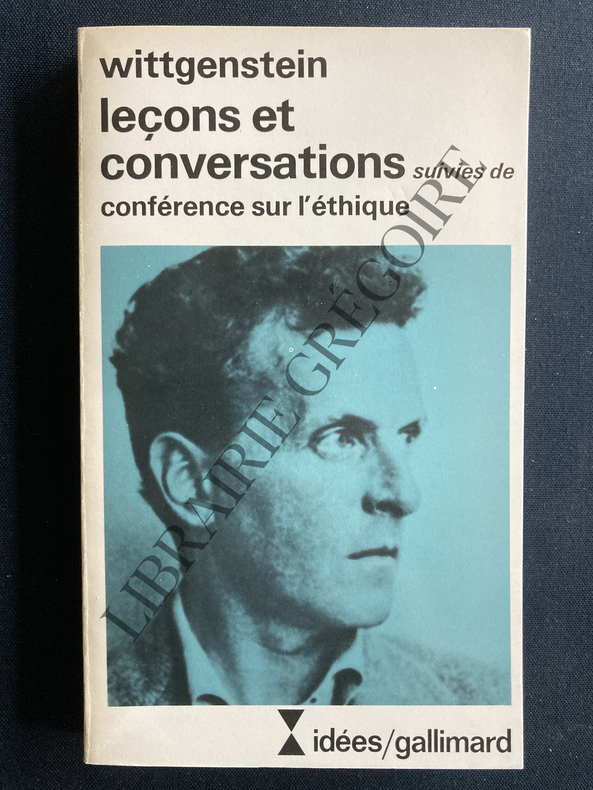 wittgenstein
leçons et
conversations suivies de
conférence sur l'éthique
LIBRAIRIE GRÉGOIRE
idées/gallimard